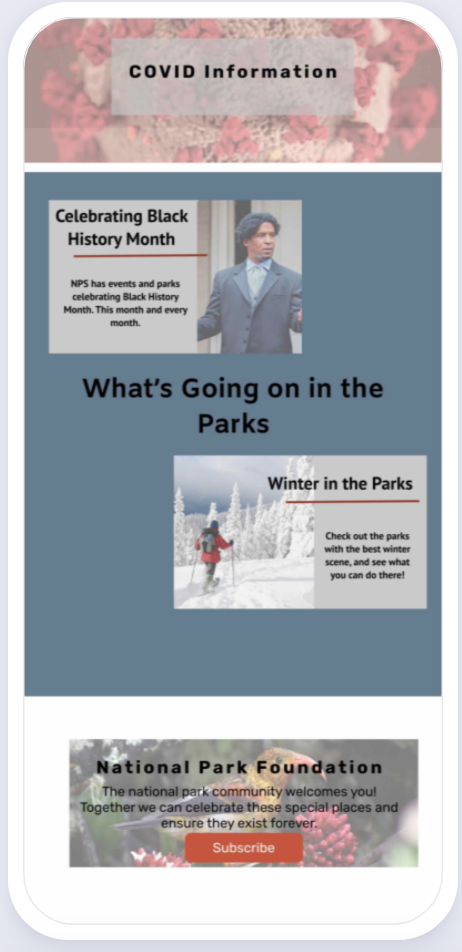 COVID Information
Celebrating Black
History Month
NPS has events and parks
celebrating Black History
Month. This month and every
month.
What's Going on in the
Parks
Winter in the Parks
Check out the parks
with the best winter
scene, and see what
you can do there!
National Park Foundation
The national park community welcomes you!
Together we can celebrate these special places and
ensure they exist forever.
Subscribe